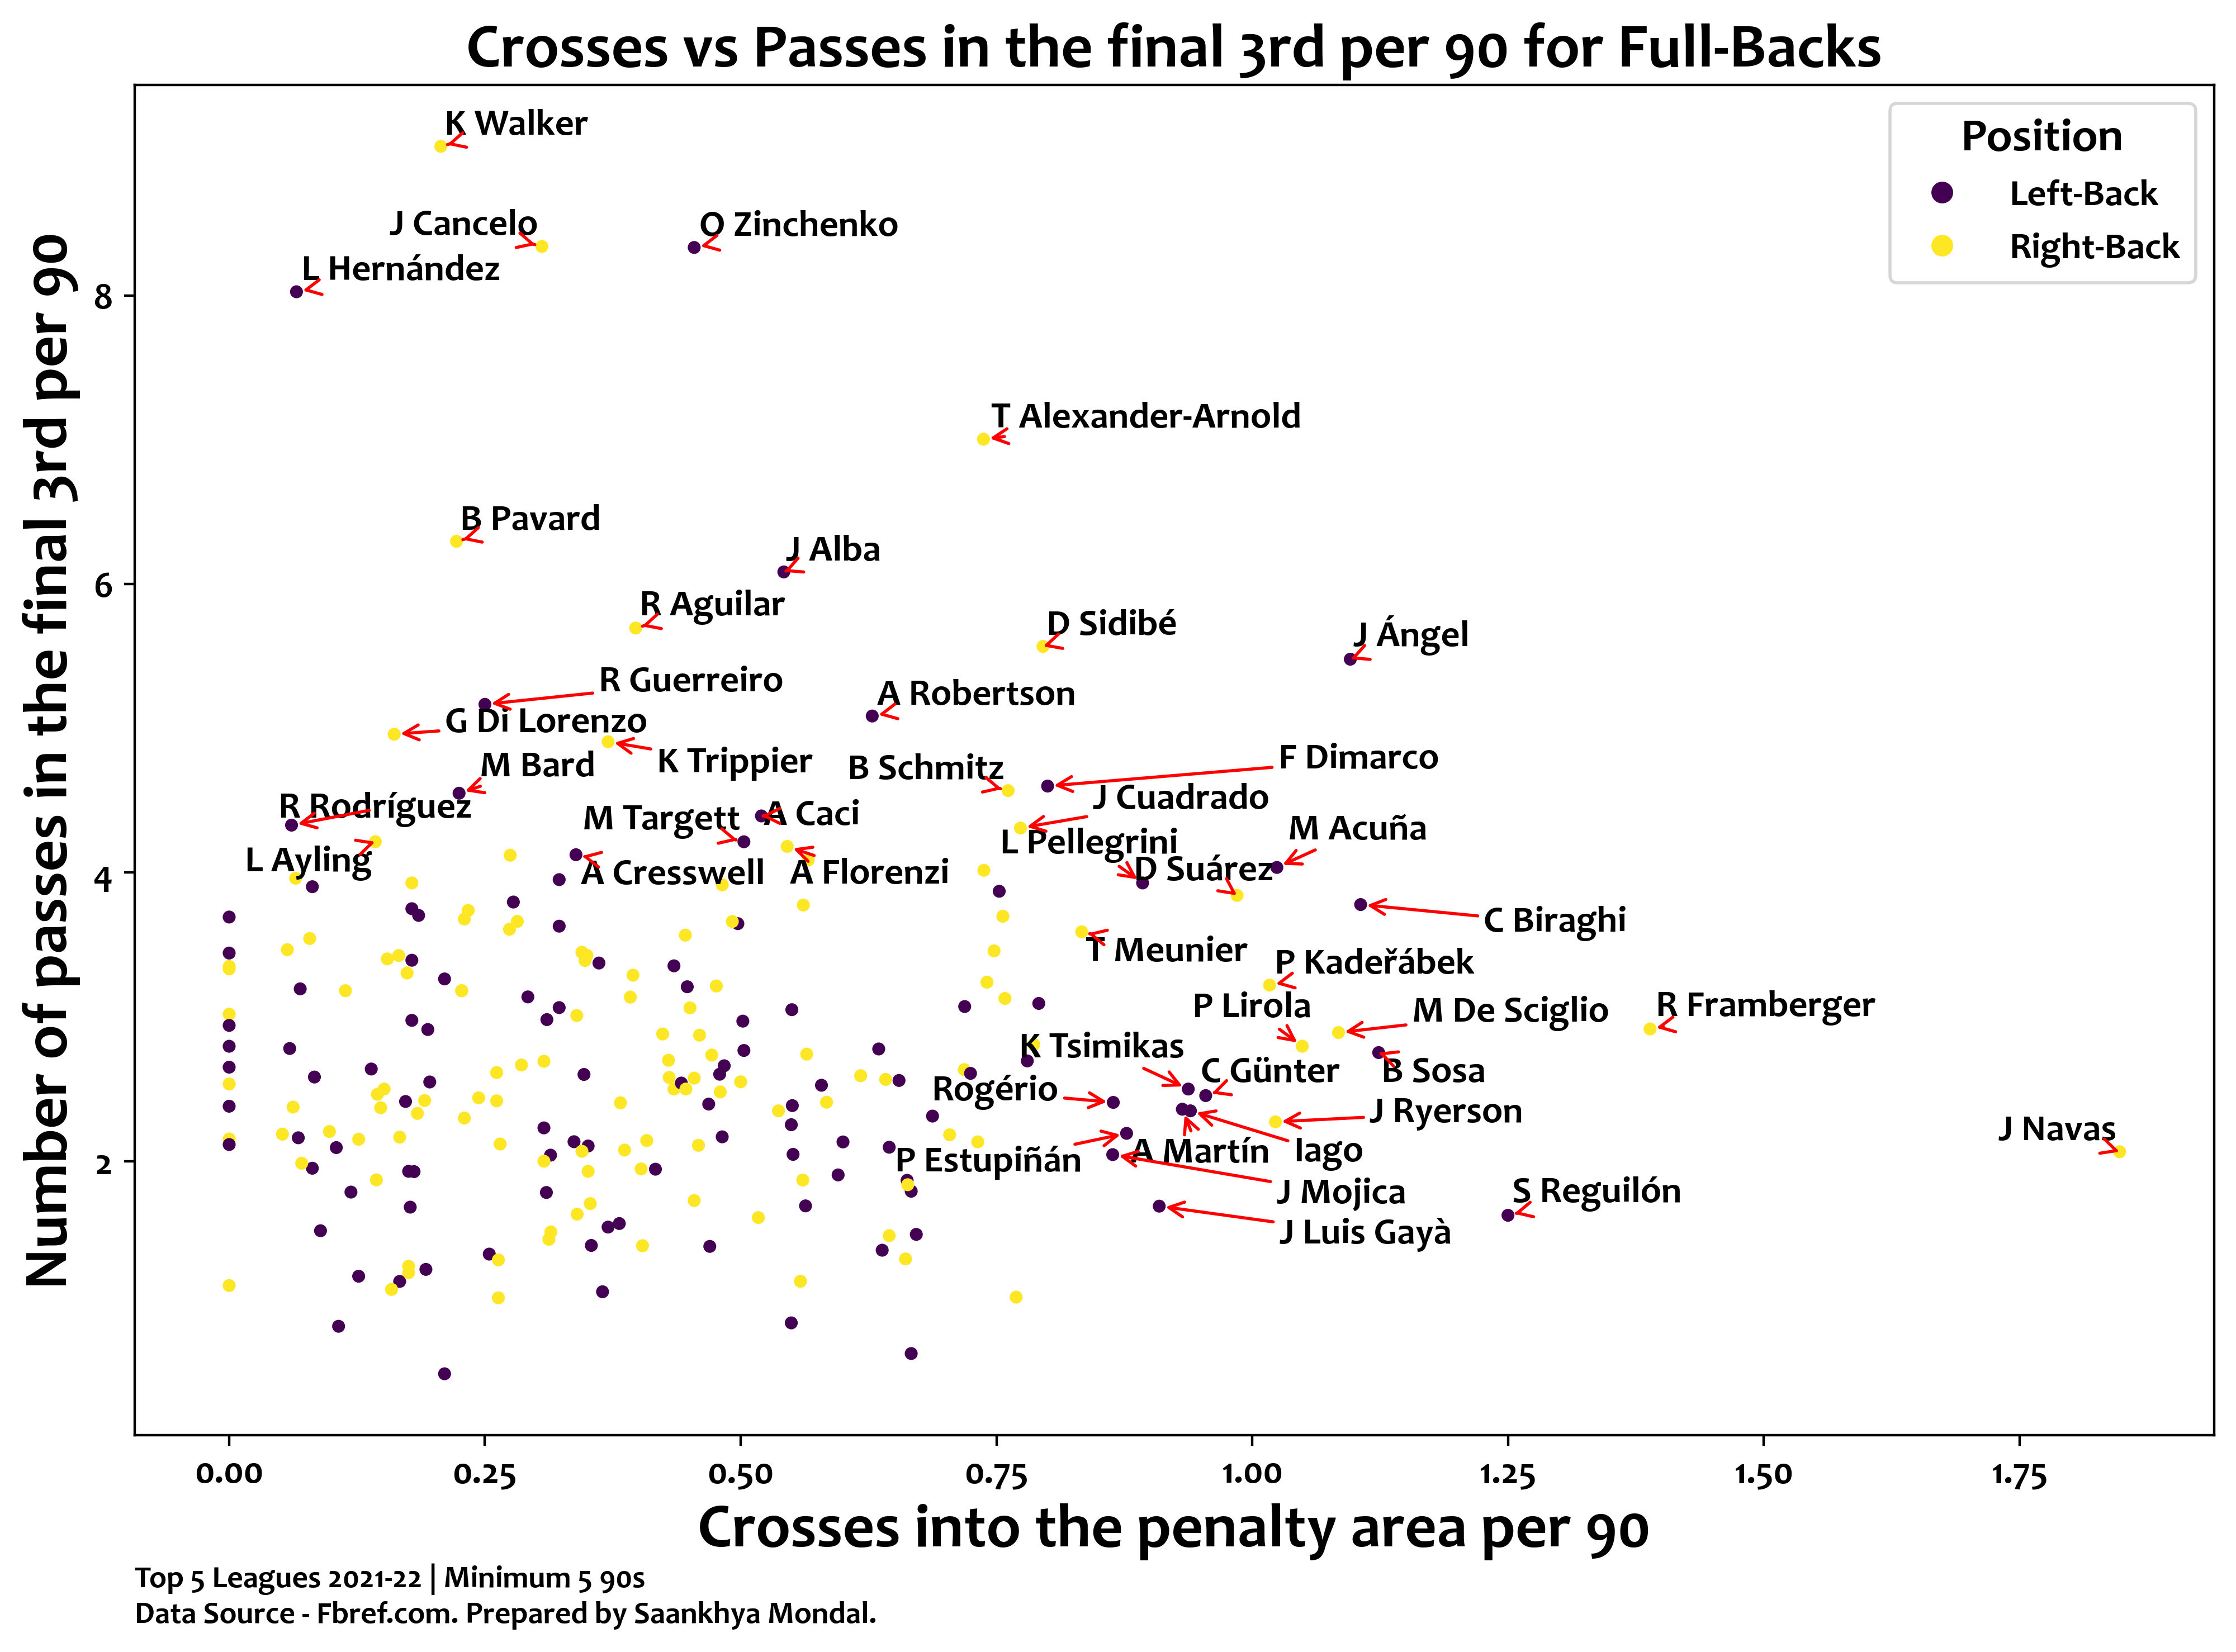 Crosses vs Passes in the final 3rd per 90 for Full-Backs
K Walker
Position
Left-Back
Right-Back
J Cancelo
O Zinchenko
L Hernández
8
T Alexander-Arnold
B Pavard
J Alba
6
R Aguilar
D Sidibé
J Ángel
R Guerreiro
A Robertson
G Di Lorenzo
K Trippier
M Bard
B Schmitz
F Dimarco
J Cuadrado
R Rodríguez
M Targett
A Caci
M Acuña
L Pellegrini
L Ayling
D Suárez
A Cresswell
A Florenzi
4
C Biraghi
T Meunier
P Kadeřábek
P Lirola
M De Sciglio
R Framberger
K Tsimikas
C Günter
B Sosa
Rogério
J Ryerson
J Navas
P Estupiñán
A Martín
Iago
2
J Mojica
S Reguilón
J Luis Gayà
Number of passes in the final 3rd per 90
0.00 0.25 0.50 0.75 1.00 1.25 1.50 1.75
Crosses into the penalty area per 90
Top 5 Leagues 2021-22 | Minimum 5 90s
Data Source - Fbref.com. Prepared by Saankhya Mondal.